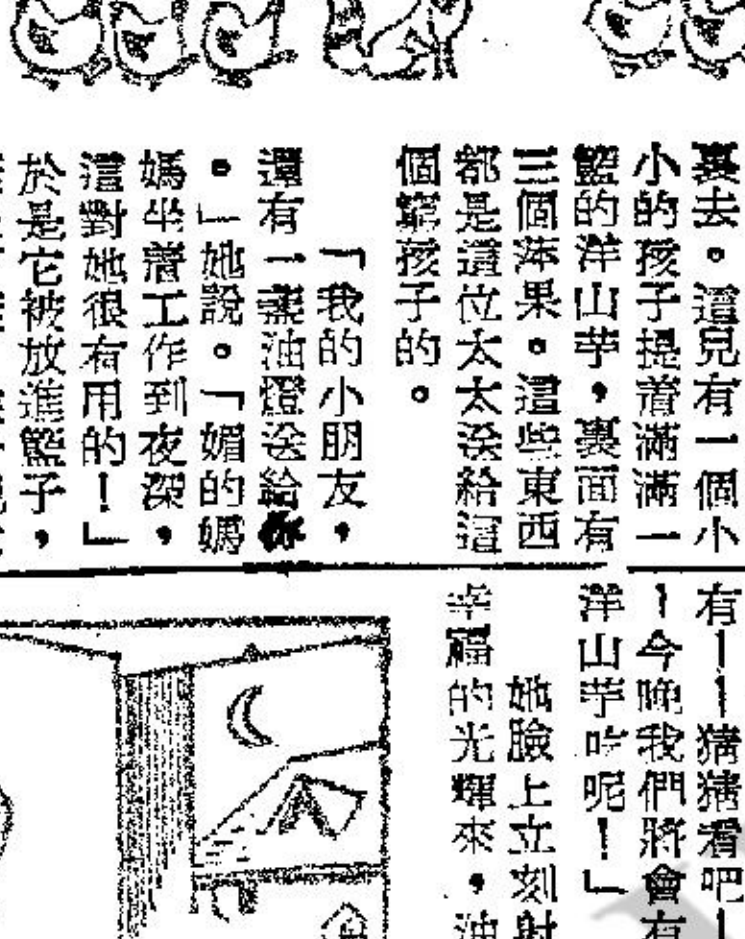 裏去。這兒有一個小
小的孩子提着滿滿一
籃的洋山芋，裏面有
三個蘋果。這些東西
都是這位太太送給這
個窮孩子的。
「我的小朋友，
還有一盞油燈送給你
。」她說。「妳的媽
媽坐着工作到夜深，
這對她很有用的！」
於是它被放進籃子，
有——猜猜看吧！
！今晚我們將會有
洋山芋吃呢！」
她臉上立刻射
幸福的光輝來，油